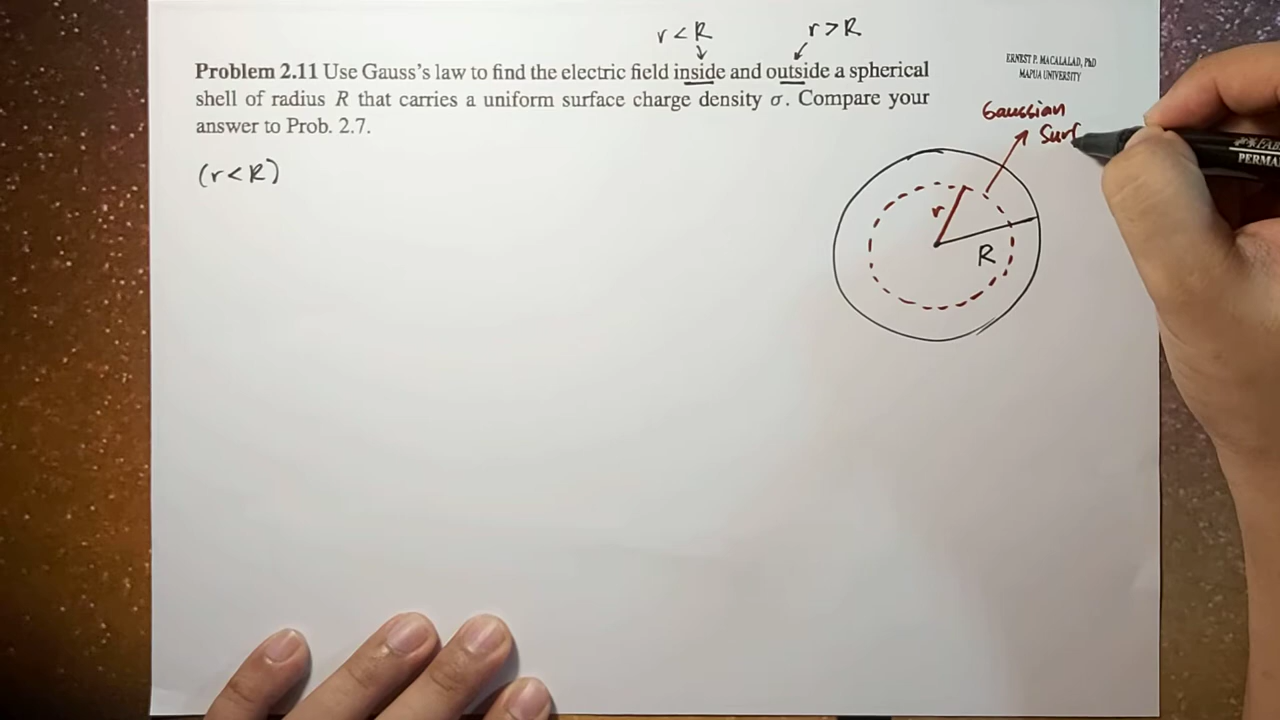 r < R
r > R
Problem 2.11 Use Gauss's law to find the electric field inside and outside a spherical
shell of radius R that carries a uniform surface charge density σ. Compare your
answer to Prob. 2.7.
ERNEST P. MACALALAD, PhD
MAPUA UNIVERSITY
(r < R)
Gaussian
Surf
r
R
PERMA